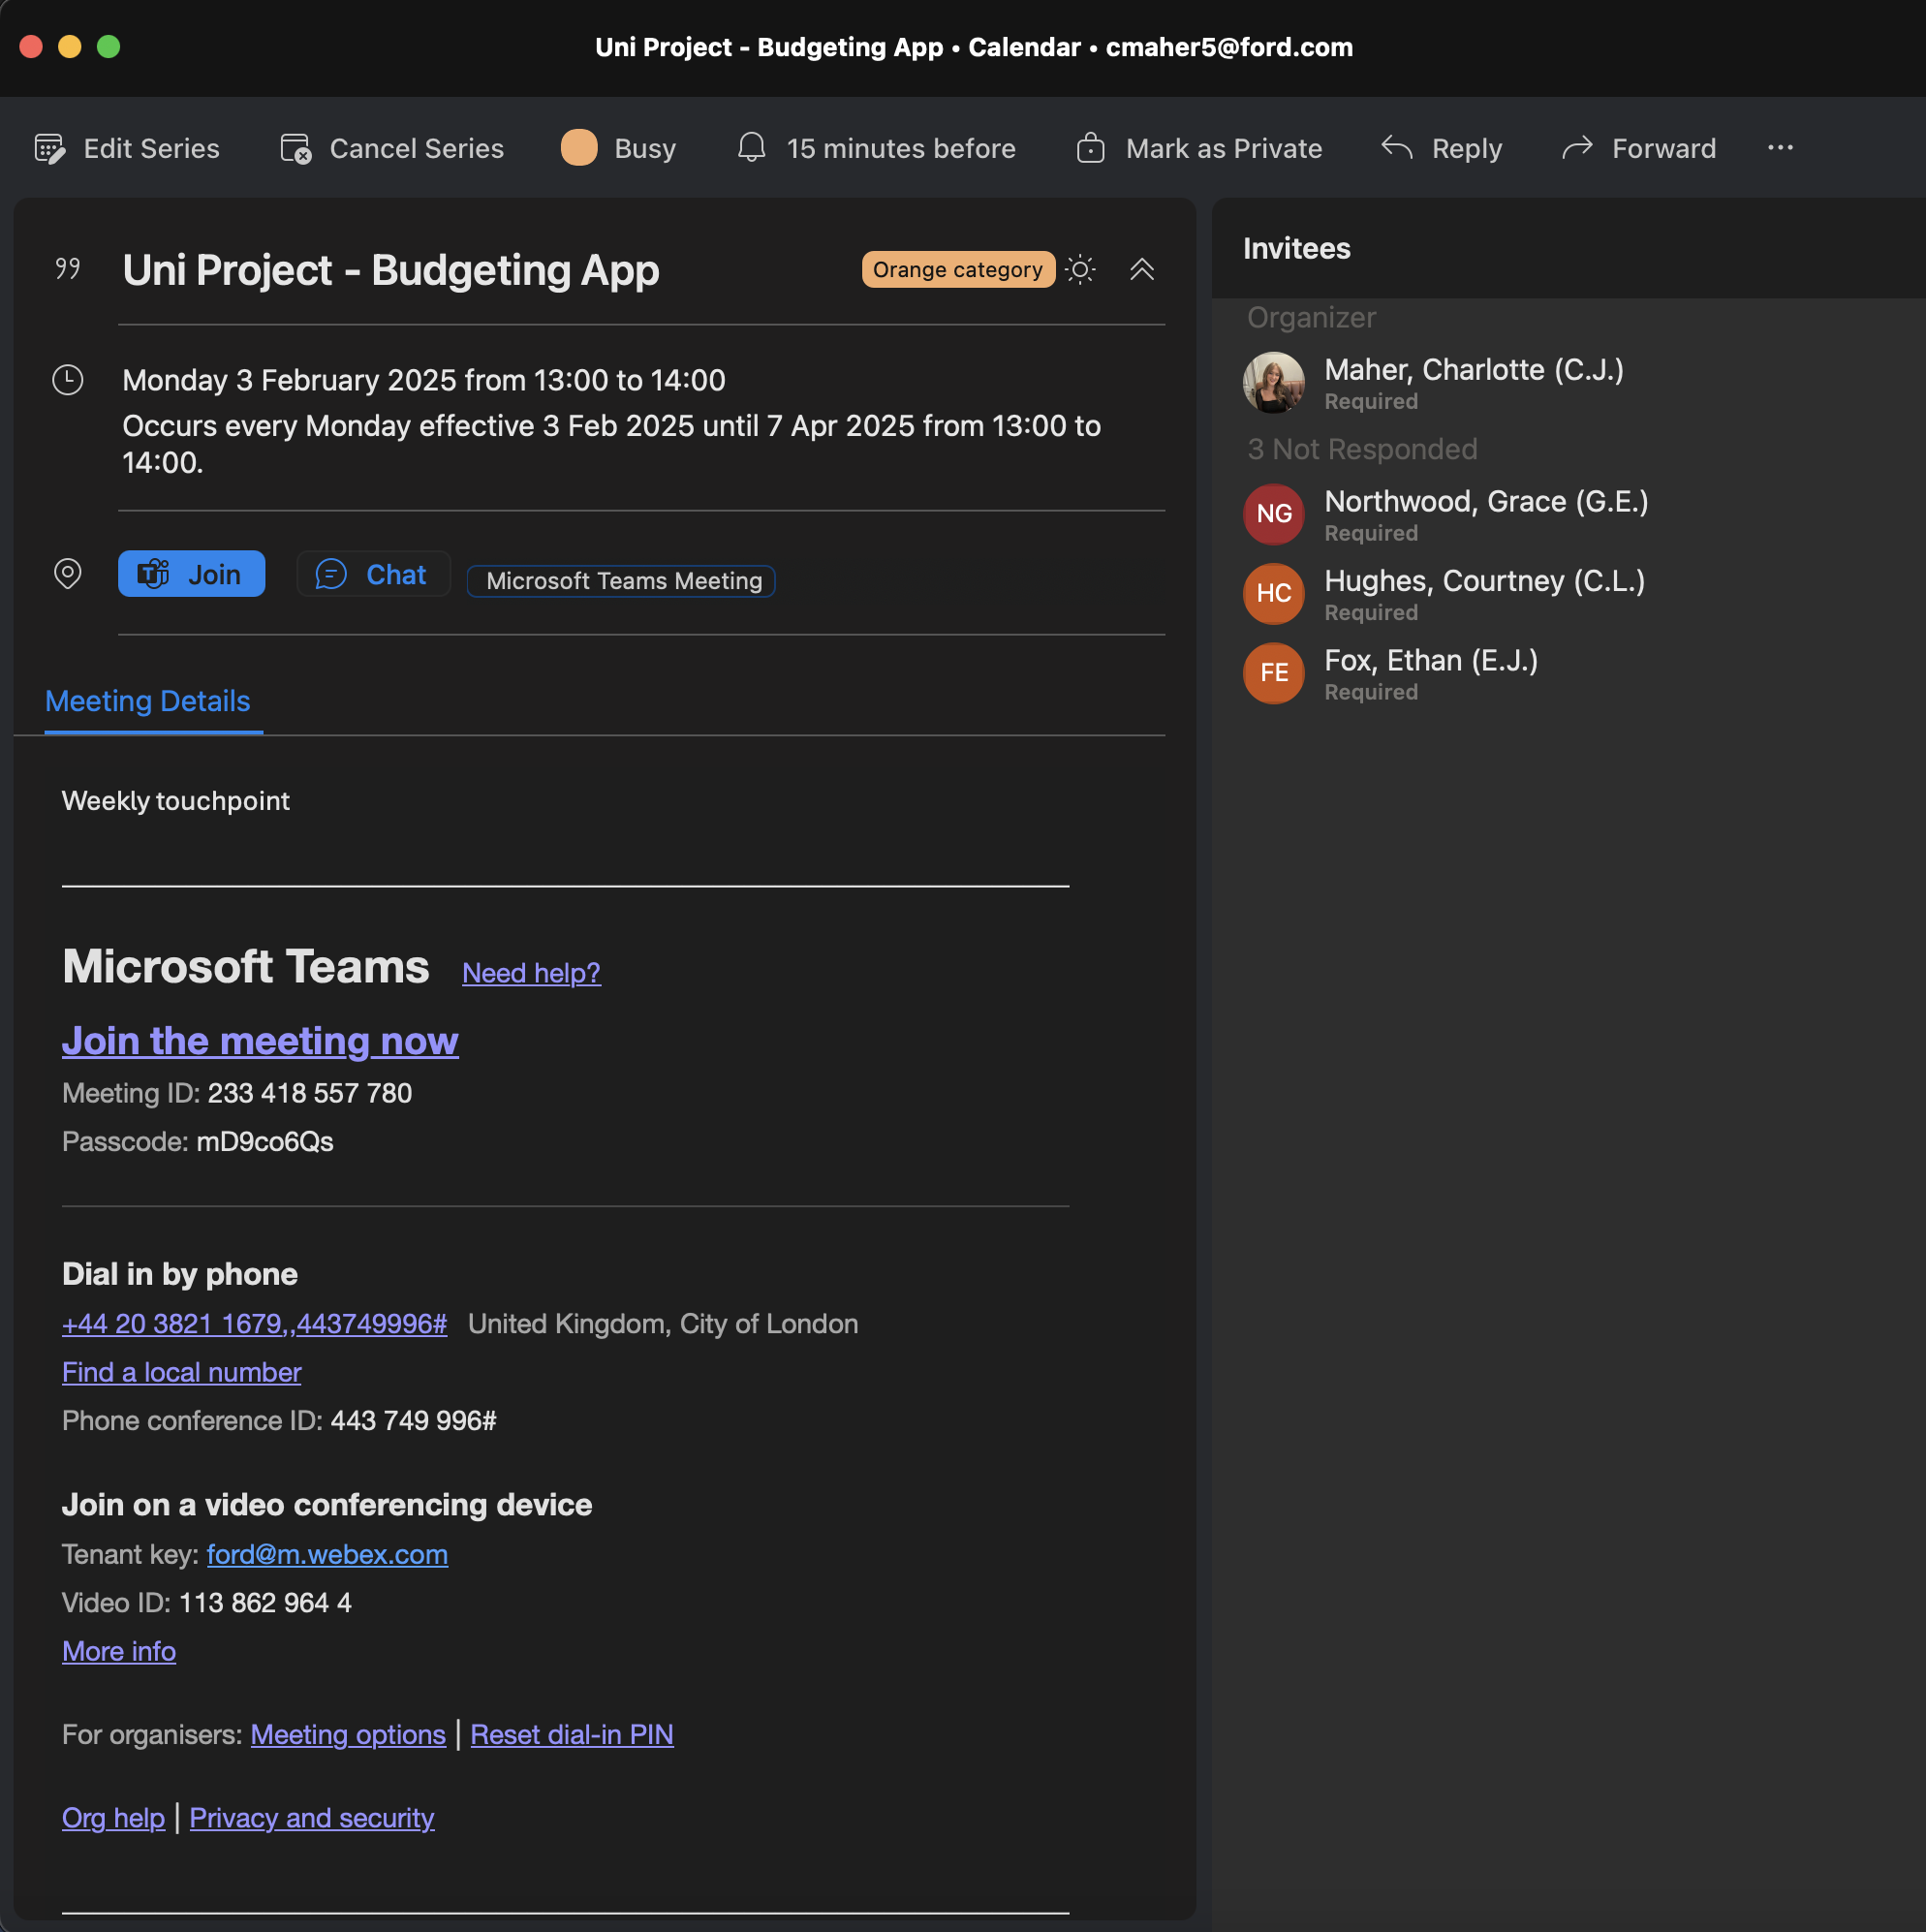 Uni Project - Budgeting App • Calendar • cmaher5@ford.com
Edit Series
Cancel Series
Busy
15 minutes before
Mark as Private
Reply
Forward
Uni Project - Budgeting App
Orange category
Monday 3 February 2025 from 13:00 to 14:00
Occurs every Monday effective 3 Feb 2025 until 7 Apr 2025 from 13:00 to
14:00.
Join
Chat
Microsoft Teams Meeting
Meeting Details
Weekly touchpoint
Microsoft Teams Need help?
Join the meeting now
Meeting ID: 233 418 557 780
Passcode: mD9co6Qs
Dial in by phone
+44 20 3821 1679,,443749996# United Kingdom, City of London
Find a local number
Phone conference ID: 443 749 996#
Join on a video conferencing device
Tenant key: ford@m.webex.com
Video ID: 113 862 964 4
More info
For organisers: Meeting options | Reset dial-in PIN
Org help | Privacy and security
Invitees
Organizer
Maher, Charlotte (C.J.)
Required
3 Not Responded
NG
Northwood, Grace (G.E.)
Required
HC
Hughes, Courtney (C.L.)
Required
FE
Fox, Ethan (E.J.)
Required